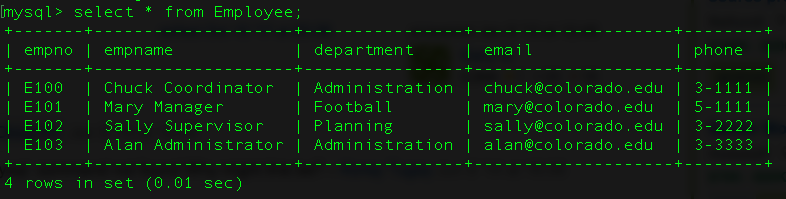 [mysql> select * from Employee;
+-------+--------------------+----------------+--------------------+--------+
| empno | empname            | department     | email              | phone  |
+-------+--------------------+----------------+--------------------+--------+
| E100  | Chuck Coordinator  | Administration | chuck@colorado.edu | 3-1111 |
| E101  | Mary Manager       | Football       | mary@colorado.edu  | 5-1111 |
| E102  | Sally Supervisor   | Planning       | sally@colorado.edu | 3-2222 |
| E103  | Alan Administrator | Administration | alan@colorado.edu  | 3-3333 |
+-------+--------------------+----------------+--------------------+--------+
4 rows in set (0.01 sec)